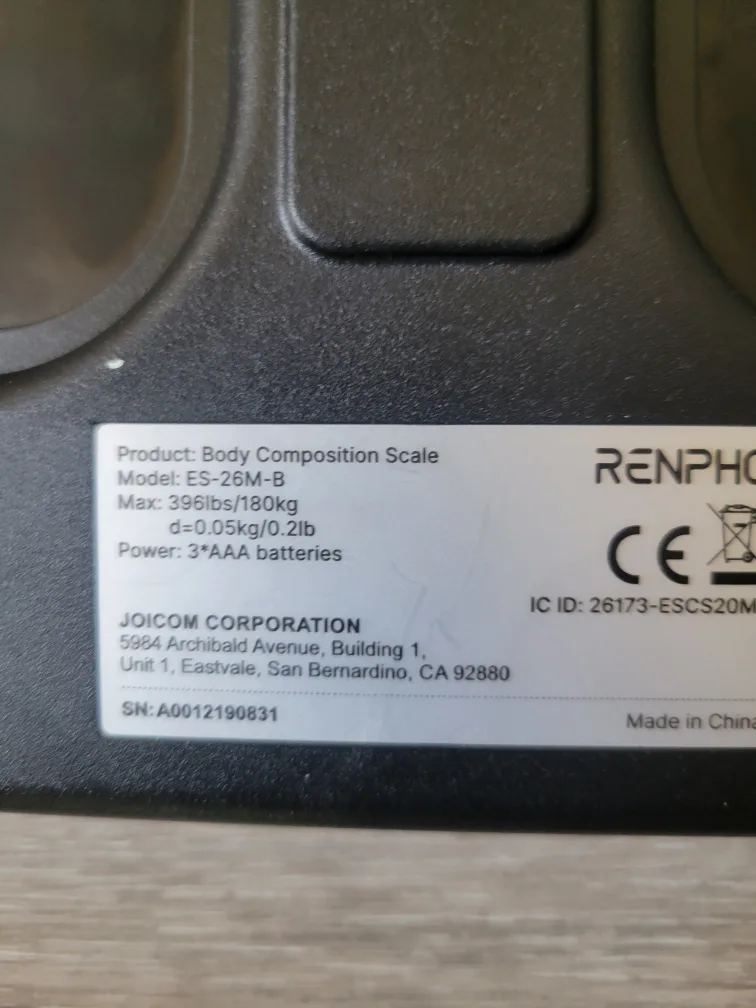 Product: Body Composition Scale
Model: ES-26M-B
Max: 396lbs/180kg
d=0.05kg/0.2lb
Power: 3*AAA batteries
RENPHO
CE
IC ID: 26173-ESCS20M
JOICOM CORPORATION
5984 Archibald Avenue, Building 1,
Unit 1, Eastvale, San Bernardino, CA 92880
SN: A0012190831
Made in China